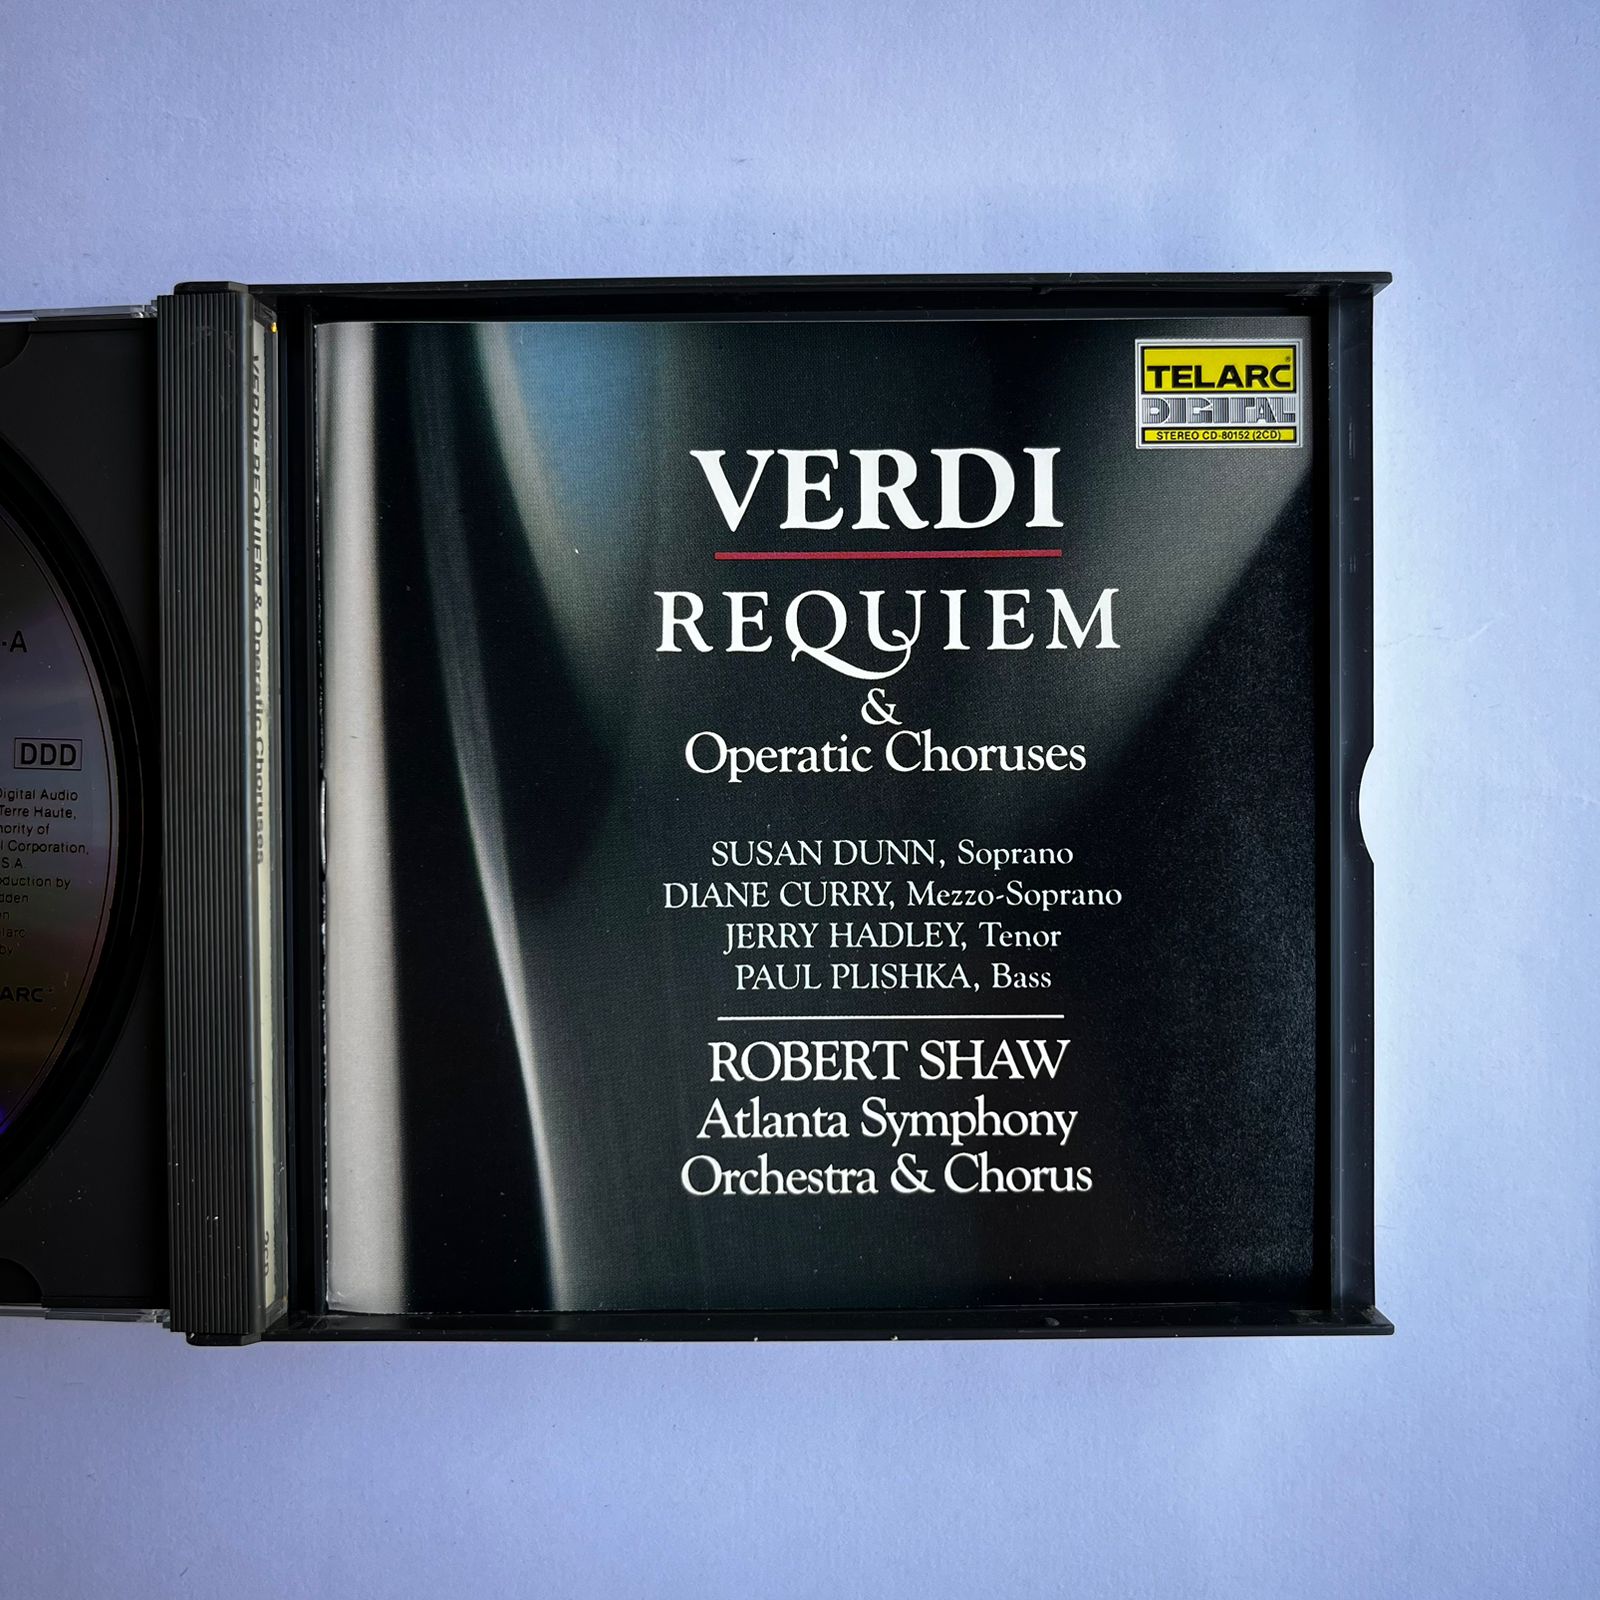 TELARC®
DIGITAL
STEREO CD-80152 (2CD)
VERDI
REQUIEM
&
Operatic Choruses
SUSAN DUNN, Soprano
DIANE CURRY, Mezzo-Soprano
JERRY HADLEY, Tenor
PAUL PLISHKA, Bass
ROBERT SHAW
Atlanta Symphony
Orchestra & Chorus
VERDI: REQUIEM & Operatic Choruses
2CD
-A
DDD
Digital Audio
Terre Haute,
l Corporation,
S.A.